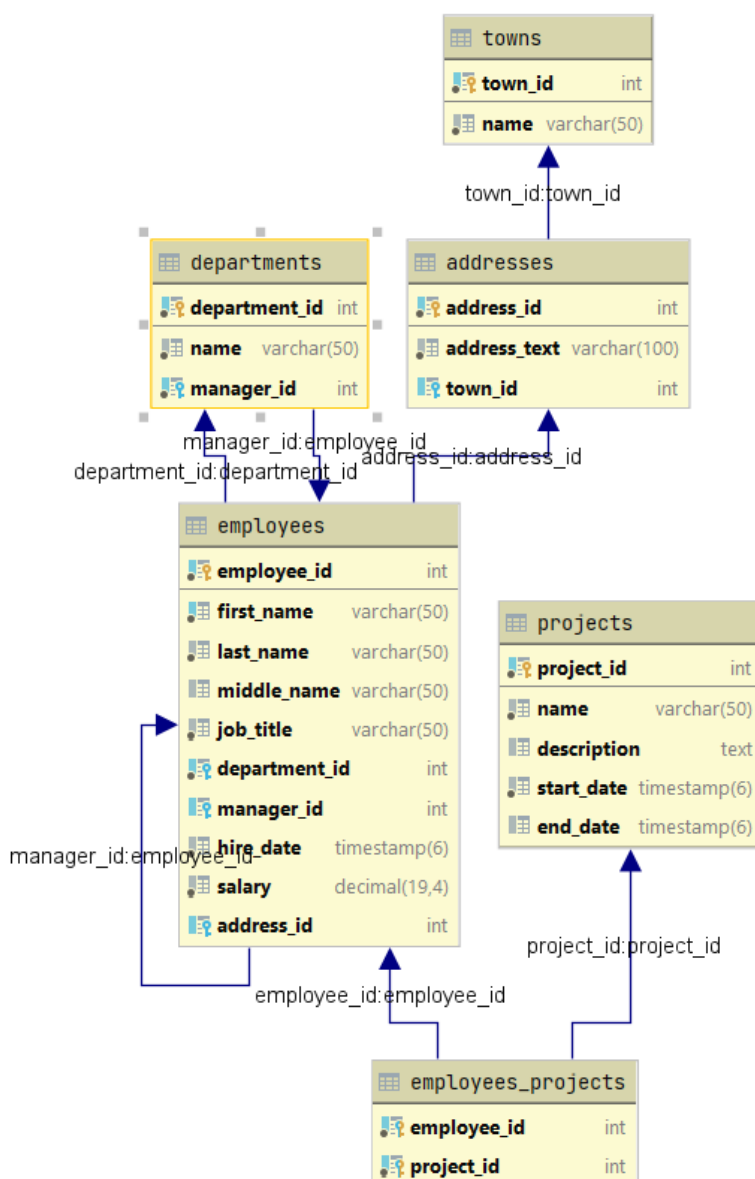 towns
town_id int
name varchar(50)
town_id:town_id
departments
department_id int
name varchar(50)
manager_id int
addresses
address_id int
address_text varchar(100)
town_id int
manager_id:employee_id
department_id:department_id
address_id:address_id
employees
employee_id int
first_name varchar(50)
last_name varchar(50)
middle_name varchar(50)
job_title varchar(50)
department_id int
manager_id int
hire_date timestamp(6)
salary decimal(19,4)
address_id int
manager_id:employee_id
projects
project_id int
name varchar(50)
description text
start_date timestamp(6)
end_date timestamp(6)
project_id:project_id
employee_id:employee_id
employees_projects
employee_id int
project_id int